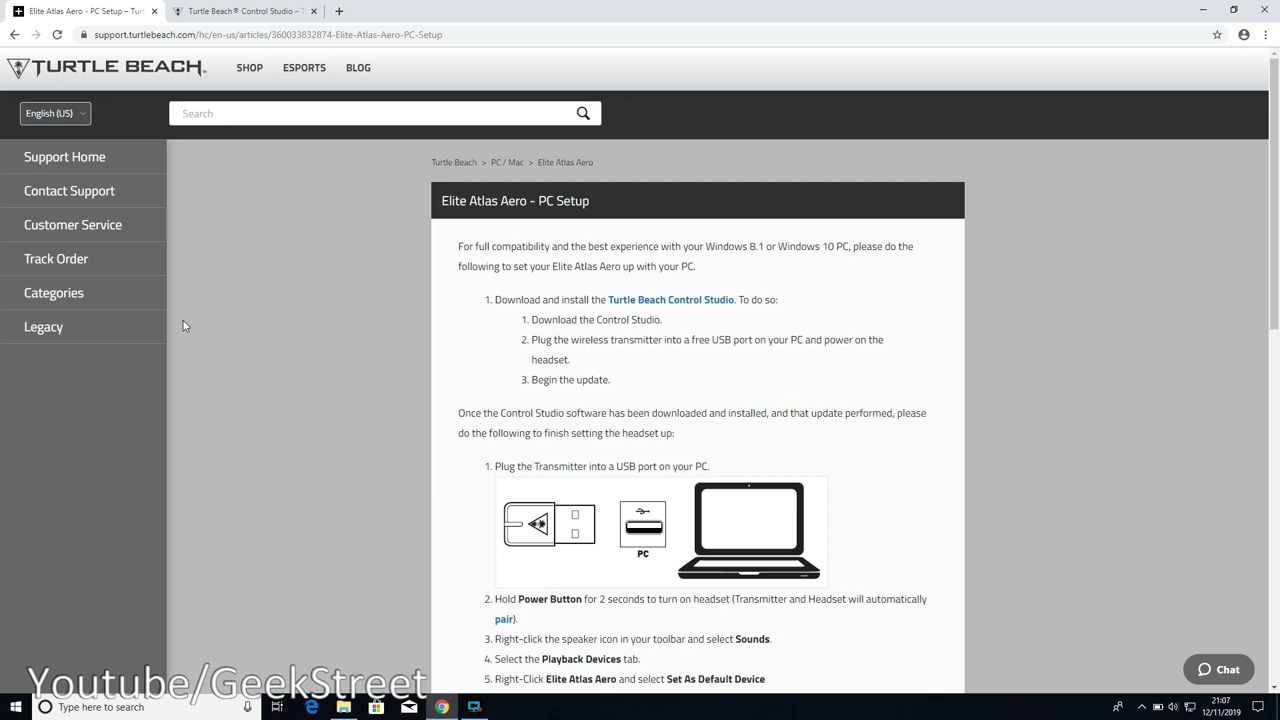 Elite Atlas Aero - PC Setup – Turt
Turtle Beach® Control Studio – T
support.turtlebeach.com/hc/en-us/articles/360033832874-Elite-Atlas-Aero-PC-Setup
TURTLE BEACH™
SHOP
ESPORTS
BLOG
English (US)
Search
Support Home
Contact Support
Customer Service
Track Order
Categories
Legacy
Turtle Beach > PC / Mac > Elite Atlas Aero
Elite Atlas Aero - PC Setup
For full compatibility and the best experience with your Windows 8.1 or Windows 10 PC, please do the
following to set your Elite Atlas Aero up with your PC.
1. Download and install the Turtle Beach Control Studio. To do so:
1. Download the Control Studio.
2. Plug the wireless transmitter into a free USB port on your PC and power on the
headset.
3. Begin the update.
Once the Control Studio software has been downloaded and installed, and that update performed, please
do the following to finish setting the headset up:
1. Plug the Transmitter into a USB port on your PC.
PC
2. Hold Power Button for 2 seconds to turn on headset (Transmitter and Headset will automatically
pair).
3. Right-click the speaker icon in your toolbar and select Sounds.
4. Select the Playback Devices tab.
5. Right-Click Elite Atlas Aero and select Set As Default Device
Chat
Youtube/GeekStreet
Type here to search
21:07
12/11/2019